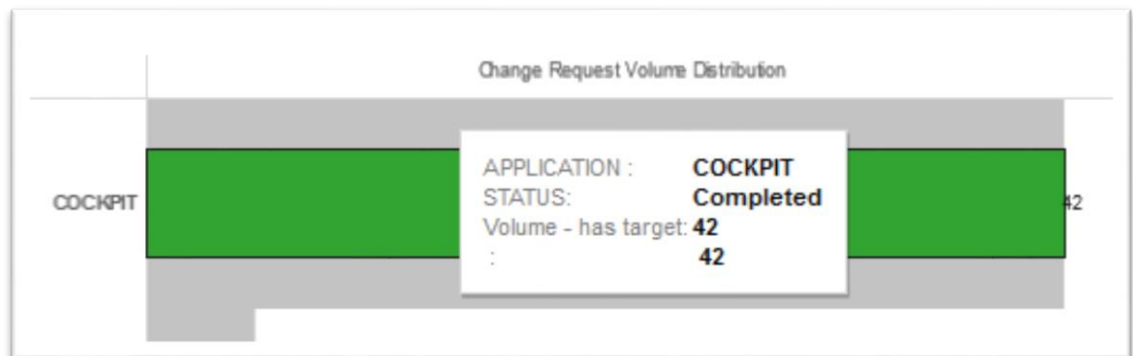 Change Request Volume Distribution
APPLICATION : COCKPIT
STATUS: Completed
COCKPIT
42
Volume - has target: 42
: 42